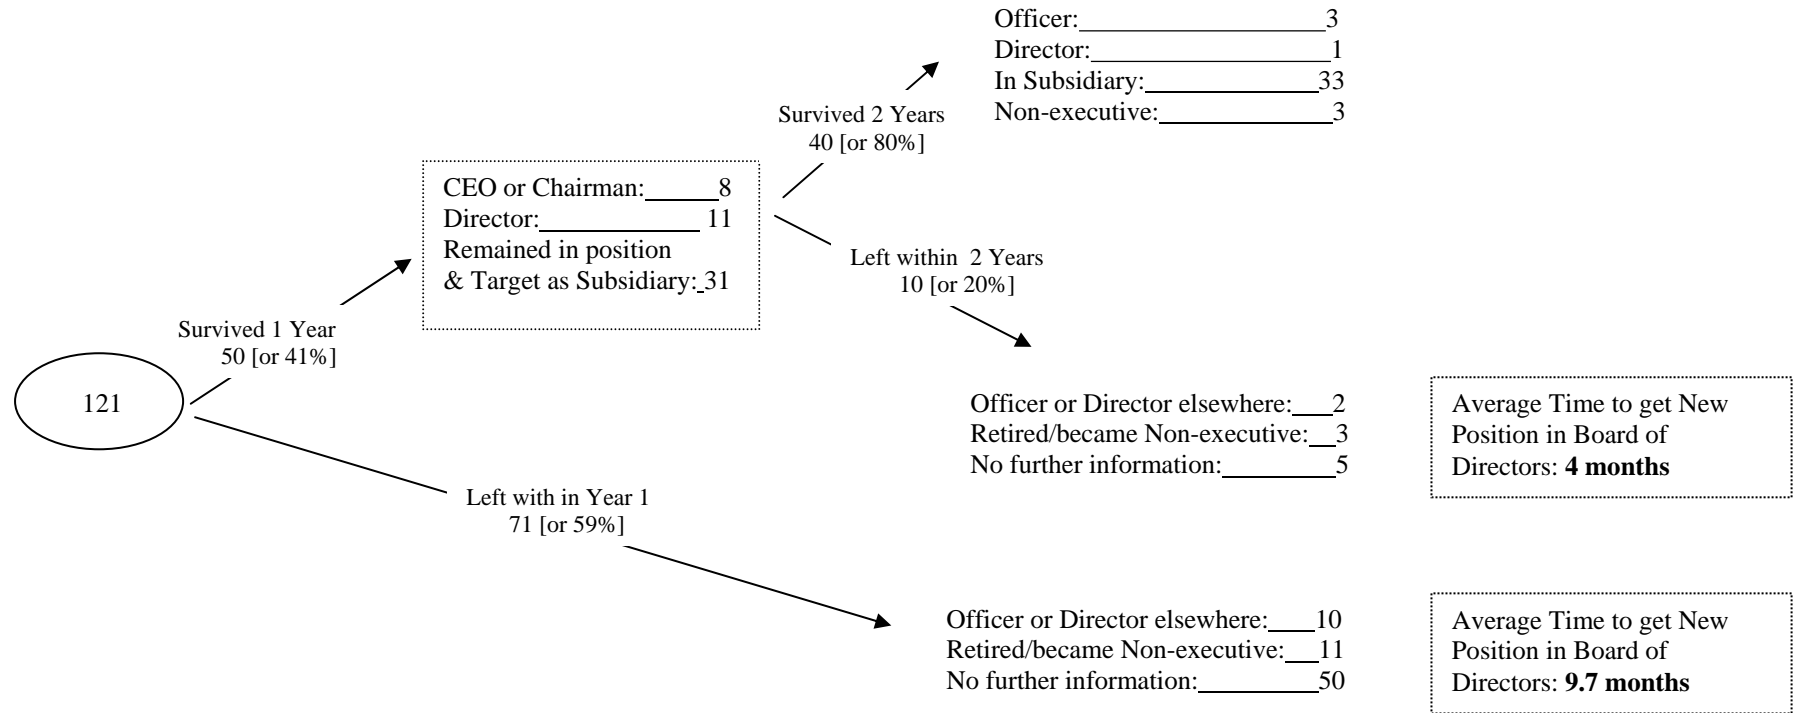 Officer: 3
Director: 1
In Subsidiary: 33
Non-executive: 3
Survived 2 Years
40 [or 80%]
CEO or Chairman: 8
Director: 11
Remained in position
& Target as Subsidiary: 31
Left within 2 Years
10 [or 20%]
Survived 1 Year
50 [or 41%]
121
Officer or Director elsewhere: 2
Retired/became Non-executive: 3
No further information: 5
Average Time to get New
Position in Board of
Directors: 4 months
Left with in Year 1
71 [or 59%]
Officer or Director elsewhere: 10
Retired/became Non-executive: 11
No further information: 50
Average Time to get New
Position in Board of
Directors: 9.7 months